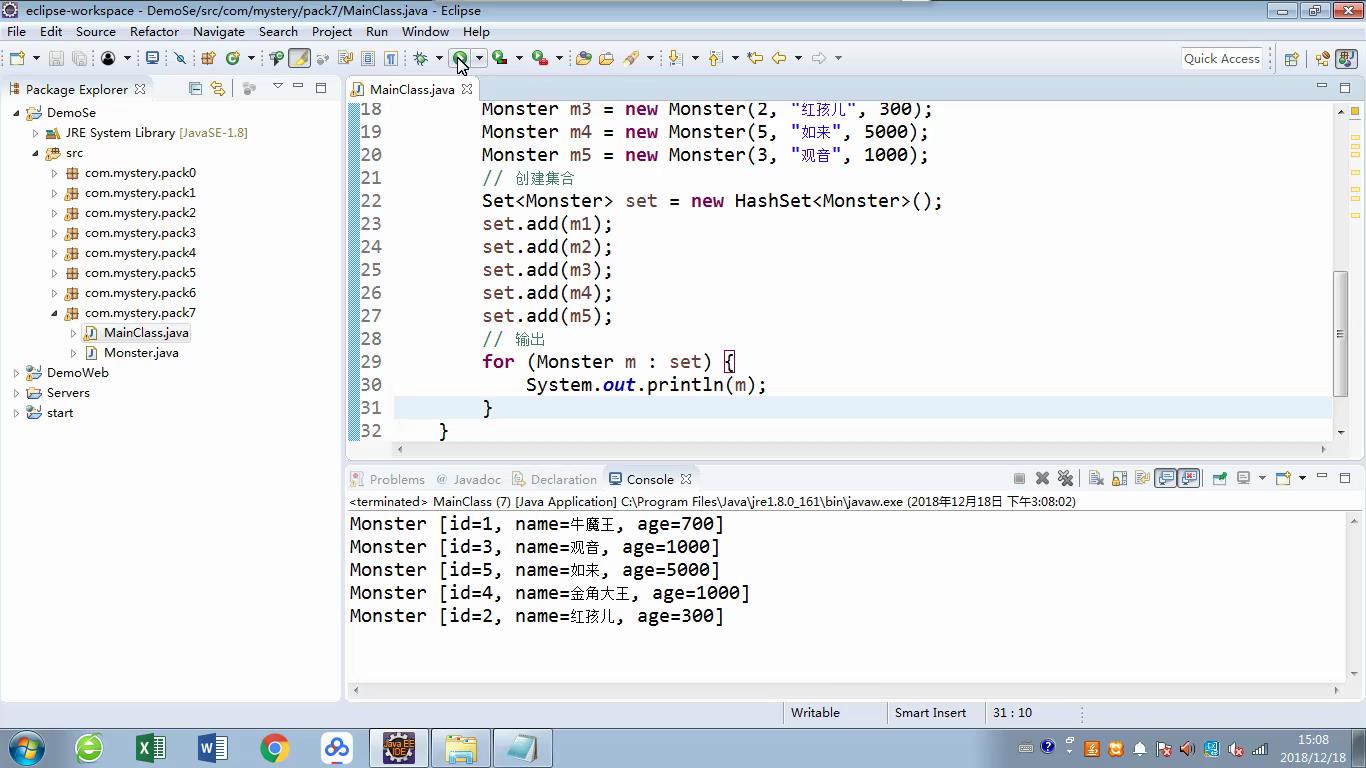 eclipse-workspace - DemoSe/src/com/mystery/pack7/MainClass.java - Eclipse
File Edit Source Refactor Navigate Search Project Run Window Help
Quick Access
Package Explorer
DemoSe
JRE System Library [JavaSE-1.8]
src
com.mystery.pack0
com.mystery.pack1
com.mystery.pack2
com.mystery.pack3
com.mystery.pack4
com.mystery.pack5
com.mystery.pack6
com.mystery.pack7
MainClass.java
Monster.java
DemoWeb
Servers
start
MainClass.java
18 Monster m3 = new Monster(2, "红孩儿", 300);
19 Monster m4 = new Monster(5, "如来", 5000);
20 Monster m5 = new Monster(3, "观音", 1000);
21 // 创建集合
22 Set<Monster> set = new HashSet<Monster>();
23 set.add(m1);
24 set.add(m2);
25 set.add(m3);
26 set.add(m4);
27 set.add(m5);
28 // 输出
29 for (Monster m : set) {
30 System.out.println(m);
31 }
32 }
Problems @ Javadoc Declaration Console
<terminated> MainClass (7) [Java Application] C:\Program Files\Java\jre1.8.0_161\bin\javaw.exe (2018年12月18日 下午3:08:02)
Monster [id=1, name=牛魔王, age=700]
Monster [id=3, name=观音, age=1000]
Monster [id=5, name=如来, age=5000]
Monster [id=4, name=金角大王, age=1000]
Monster [id=2, name=红孩儿, age=300]
Writable Smart Insert 31 : 10
Java EE
IDE
15:08
2018/12/18